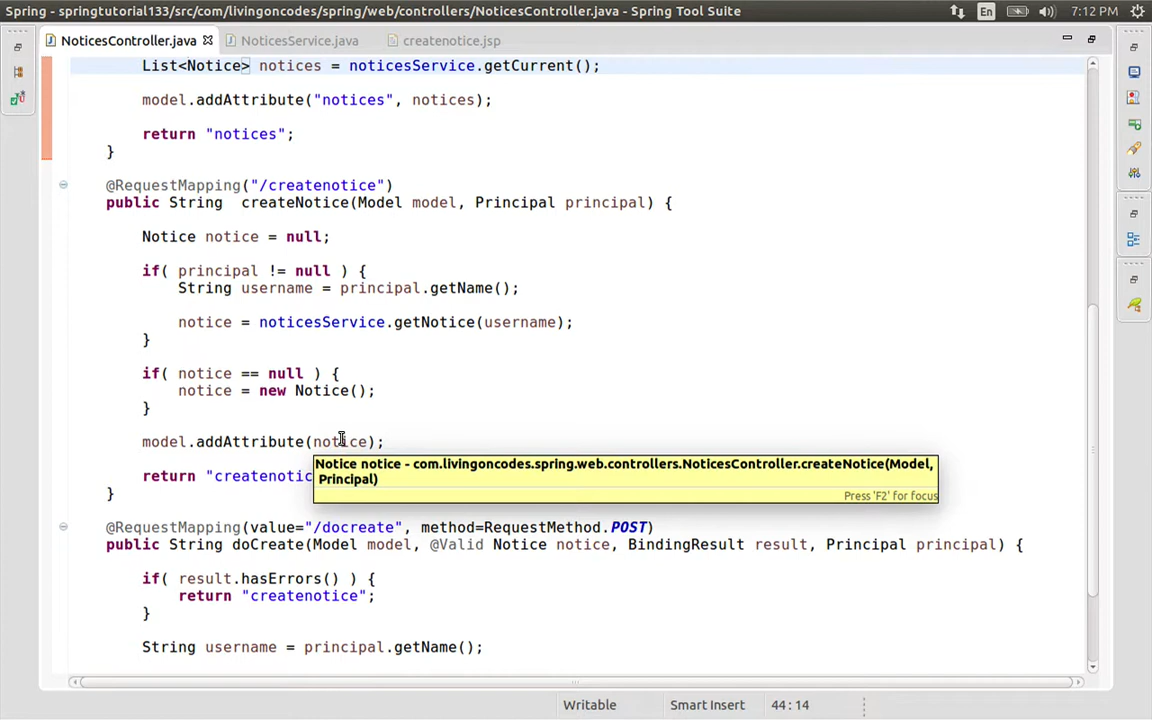 Spring - springtutorial133/src/com/livingoncodes/spring/web/controllers/NoticesController.java - Spring Tool Suite
En
7:12 PM
NoticesController.java
NoticesService.java
createnotice.jsp
List<Notice> notices = noticesService.getCurrent();
model.addAttribute("notices", notices);
return "notices";
}
@RequestMapping("/createnotice")
public String createNotice(Model model, Principal principal) {
Notice notice = null;
if( principal != null ) {
String username = principal.getName();
notice = noticesService.getNotice(username);
}
if( notice == null ) {
notice = new Notice();
}
model.addAttribute(notice);
return "createnotic
Notice notice - com.livingoncodes.spring.web.controllers.NoticesController.createNotice(Model,
Principal)
Press 'F2' for focus
}
@RequestMapping(value="/docreate", method=RequestMethod.POST)
public String doCreate(Model model, @Valid Notice notice, BindingResult result, Principal principal) {
if( result.hasErrors() ) {
return "createnotice";
}
String username = principal.getName();
Writable
Smart Insert
44 : 14